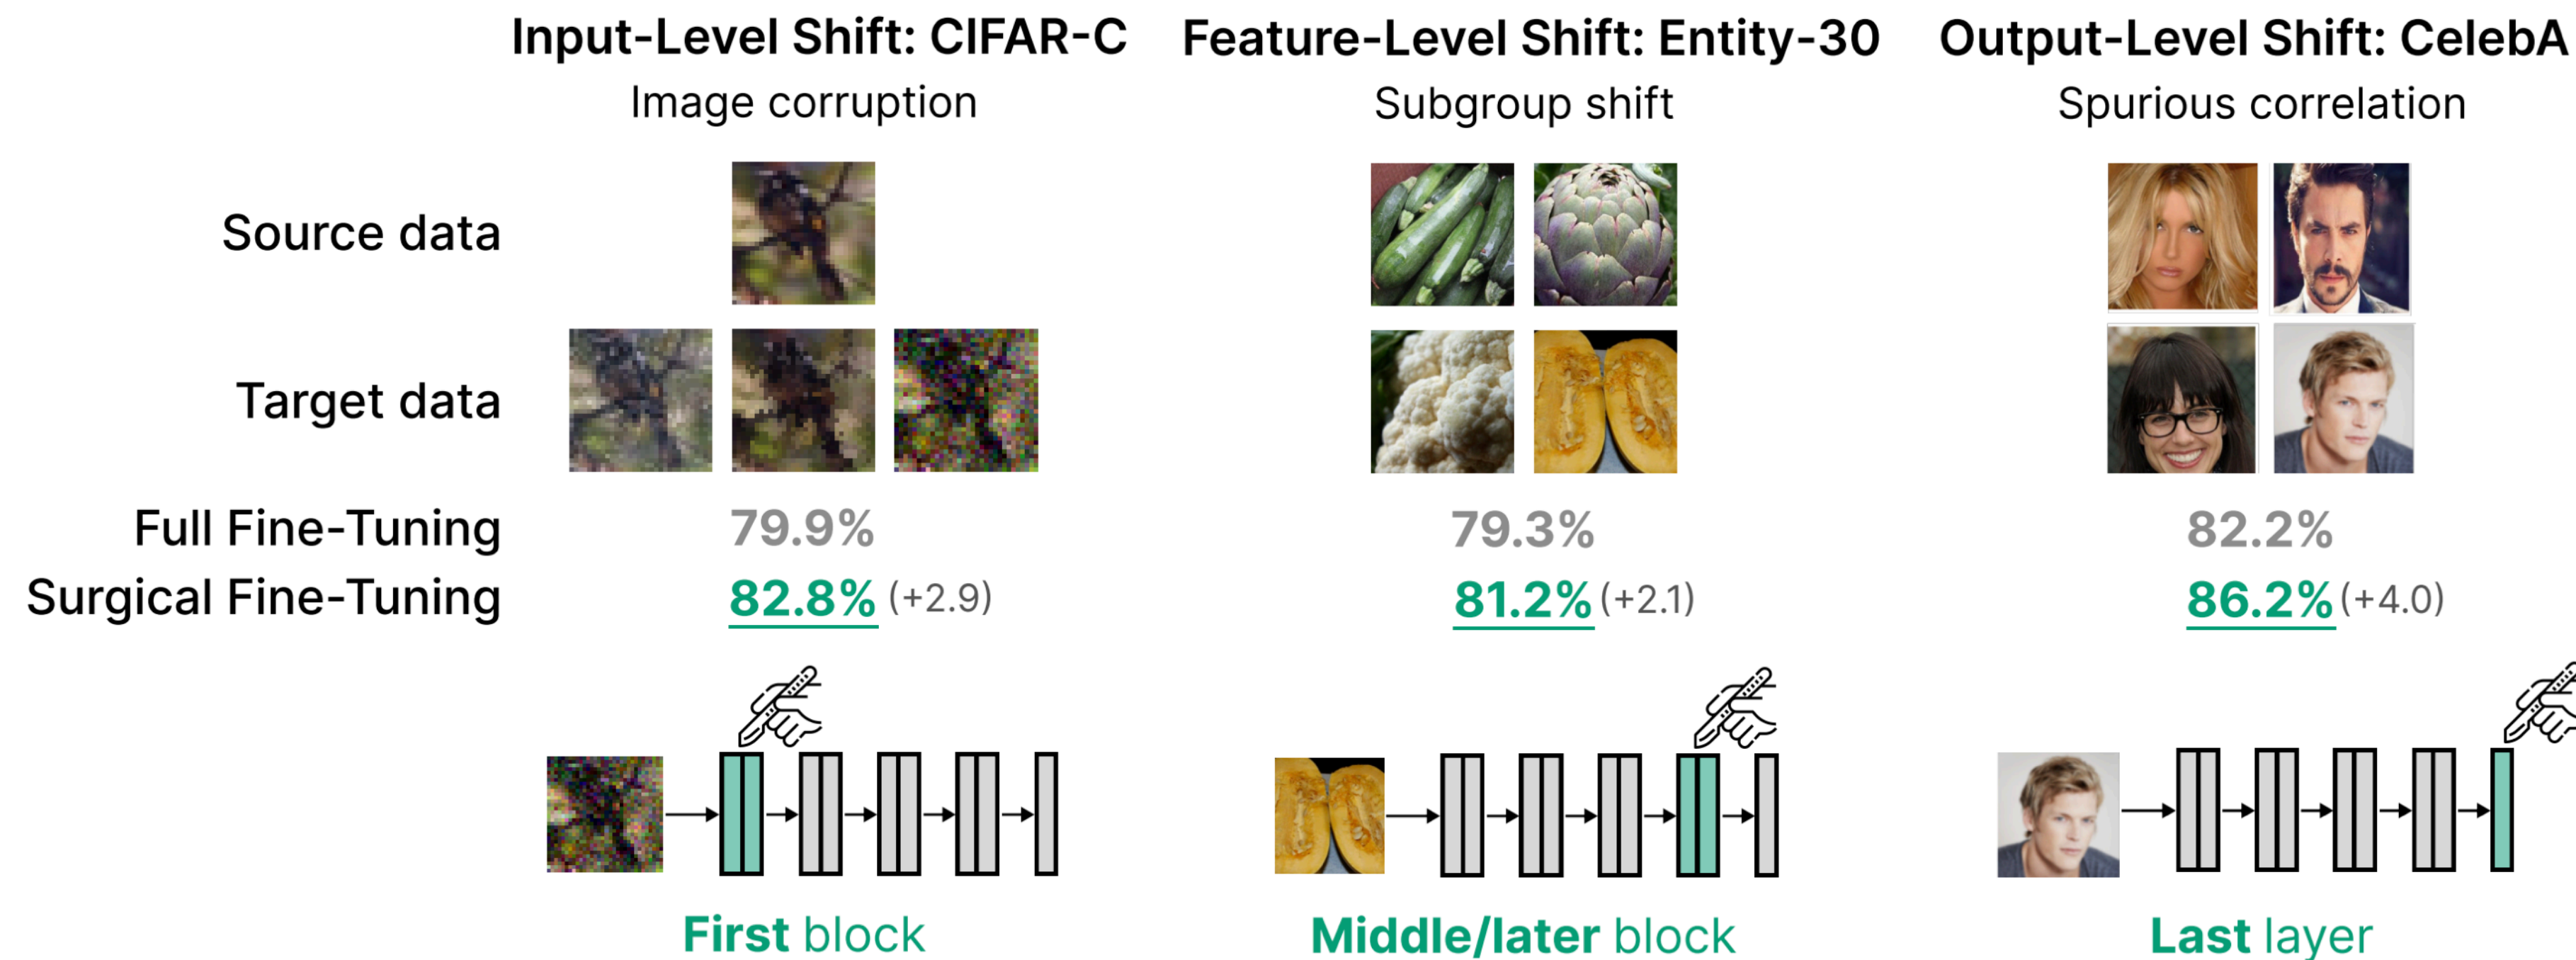 Input-Level Shift: CIFAR-C
Image corruption
Feature-Level Shift: Entity-30
Subgroup shift
Output-Level Shift: CelebA
Spurious correlation
Source data
Target data
Full Fine-Tuning
79.9%
79.3%
82.2%
Surgical Fine-Tuning
82.8% (+2.9)
81.2% (+2.1)
86.2% (+4.0)
First block
Middle/later block
Last layer